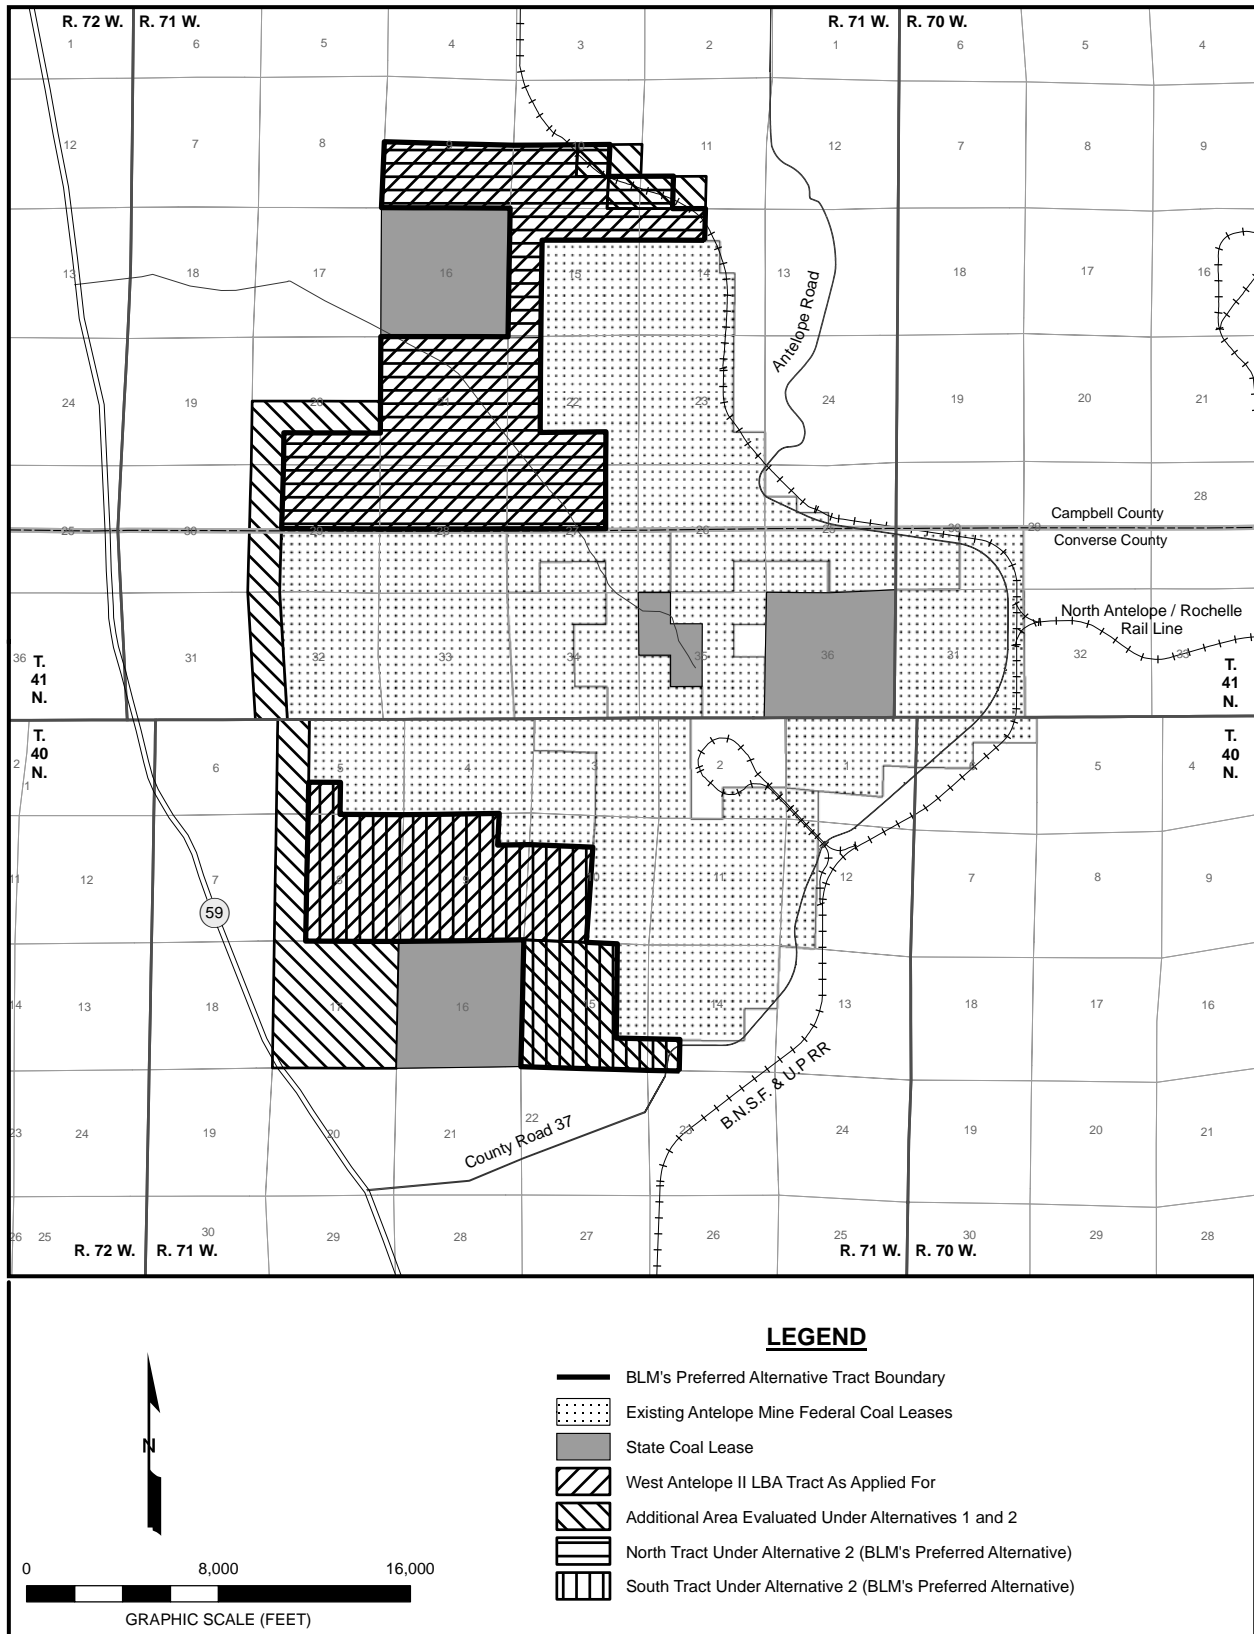 R. 72 W. R. 71 W. R. 71 W. R. 70 W.
1 6 5 4 3 2 1 6 5 4
12 7 8 9 10 11 12 7 8 9
13 18 17 16 15 14 13 18 17 16
Antelope Road
24 19 20 21 22 23 24 19 20 21
28
Campbell County
25 30 29 28 27 26 25 30 29
Converse County
North Antelope / Rochelle
Rail Line
36 31 32 33 34 35 36 31 32 33
T.
41
N.
T.
41
N.
T.
40
N.
T.
40
N.
2 1 6 5 4 3 2 1 6 5 4
11 12 7 8 9 10 11 12 7 8 9
59
14 13 18 17 16 15 14 13 18 17 16
B.N.S.F. & U.P RR
County Road 37
23 24 19 20 21 22 23 24 19 20 21
26 25 30 29 28 27 26 25 30 29 28
R. 72 W. R. 71 W. R. 71 W. R. 70 W.
LEGEND
BLM's Preferred Alternative Tract Boundary
Existing Antelope Mine Federal Coal Leases
State Coal Lease
West Antelope II LBA Tract As Applied For
Additional Area Evaluated Under Alternatives 1 and 2
North Tract Under Alternative 2 (BLM's Preferred Alternative)
South Tract Under Alternative 2 (BLM's Preferred Alternative)
N
0 8,000 16,000
GRAPHIC SCALE (FEET)